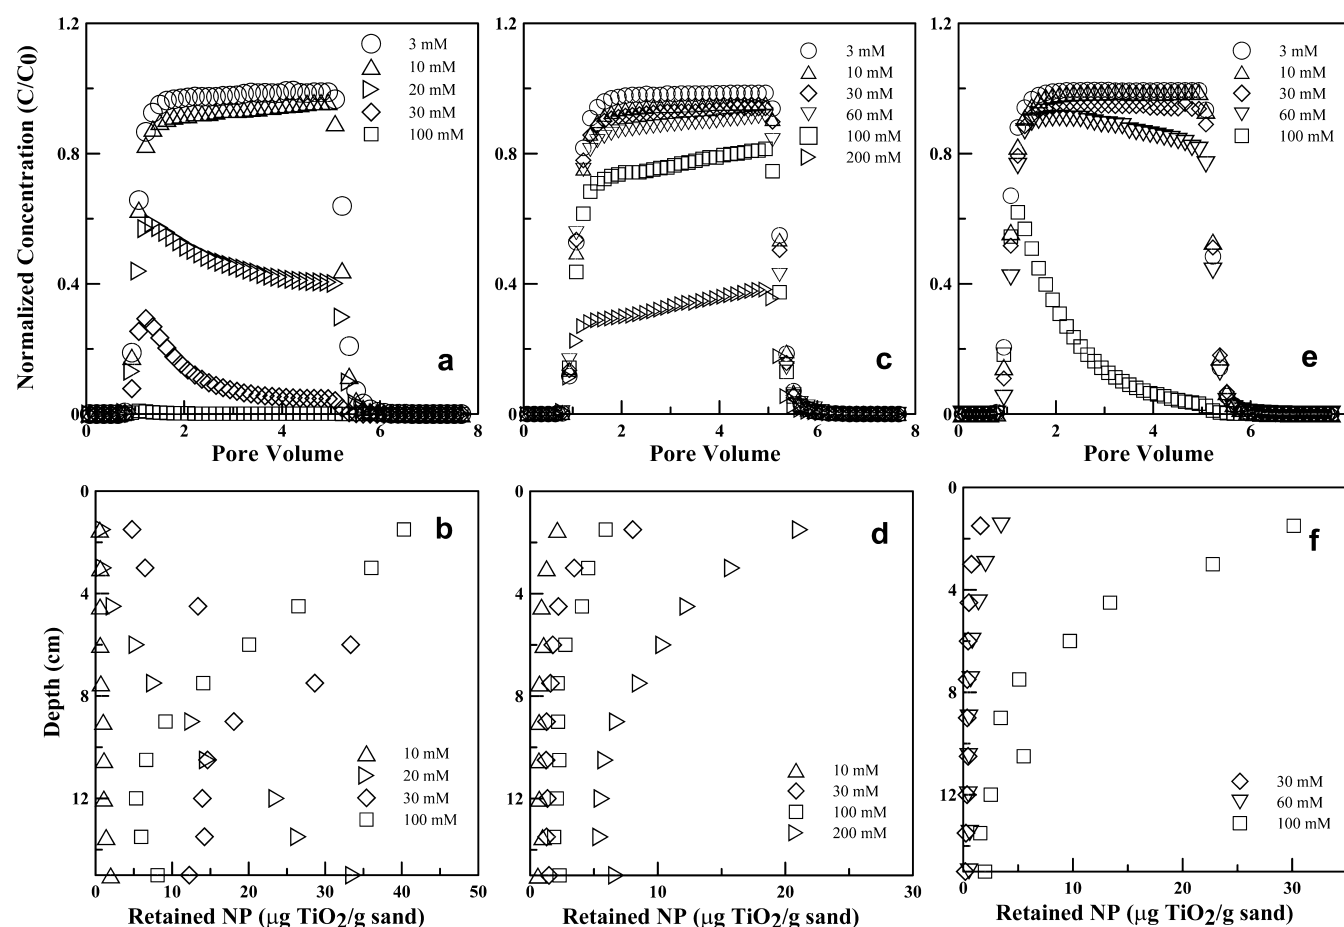 1.2
0.8
0.4
0
0 2 4 6 8
Normalized Concentration (C/C0)
Pore Volume
3 mM
10 mM
20 mM
30 mM
100 mM
a
1.2
0.8
0.4
0
0 2 4 6 8
Pore Volume
3 mM
10 mM
30 mM
60 mM
100 mM
200 mM
c
1.2
0.8
0.4
0
0 2 4 6
Pore Volume
3 mM
10 mM
30 mM
60 mM
100 mM
e
0
4
8
12
0 10 20 30 40 50
Depth (cm)
Retained NP (μg TiO2/g sand)
10 mM
20 mM
30 mM
100 mM
b
0
4
8
12
0 10 20 30
Retained NP (μg TiO2/g sand)
10 mM
30 mM
100 mM
200 mM
d
0
4
8
12
0 10 20 30
Retained NP (μg TiO2/g sand)
30 mM
60 mM
100 mM
f